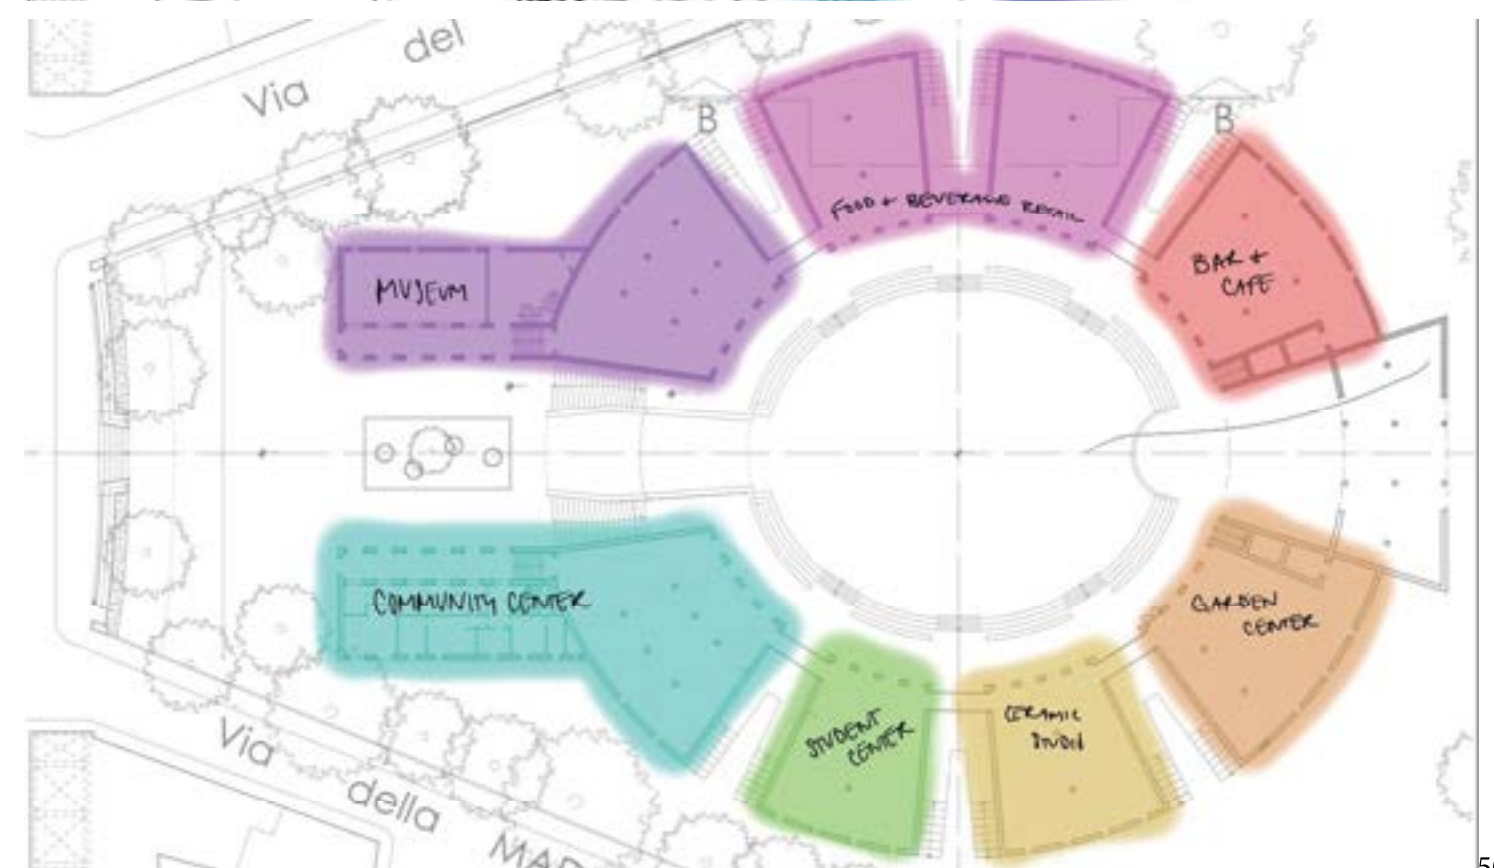 del
Via
B
B
FOOD + BEVERAGE RETAIL
MUSEUM
BAR +
CAFE
COMMUNITY CENTER
GARDEN
CENTER
STUDENT
CENTER
CERAMIC
STUDIO
Via
della